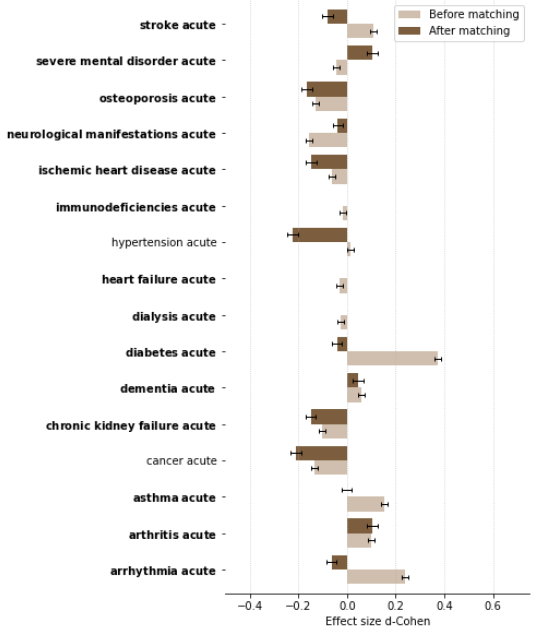 Before matching
After matching
stroke acute
severe mental disorder acute
osteoporosis acute
neurological manifestations acute
ischemic heart disease acute
immunodeficiencies acute
hypertension acute
heart failure acute
dialysis acute
diabetes acute
dementia acute
chronic kidney failure acute
cancer acute
asthma acute
arthritis acute
arrhythmia acute
−0.4 −0.2 0.0 0.2 0.4 0.6
Effect size d-Cohen